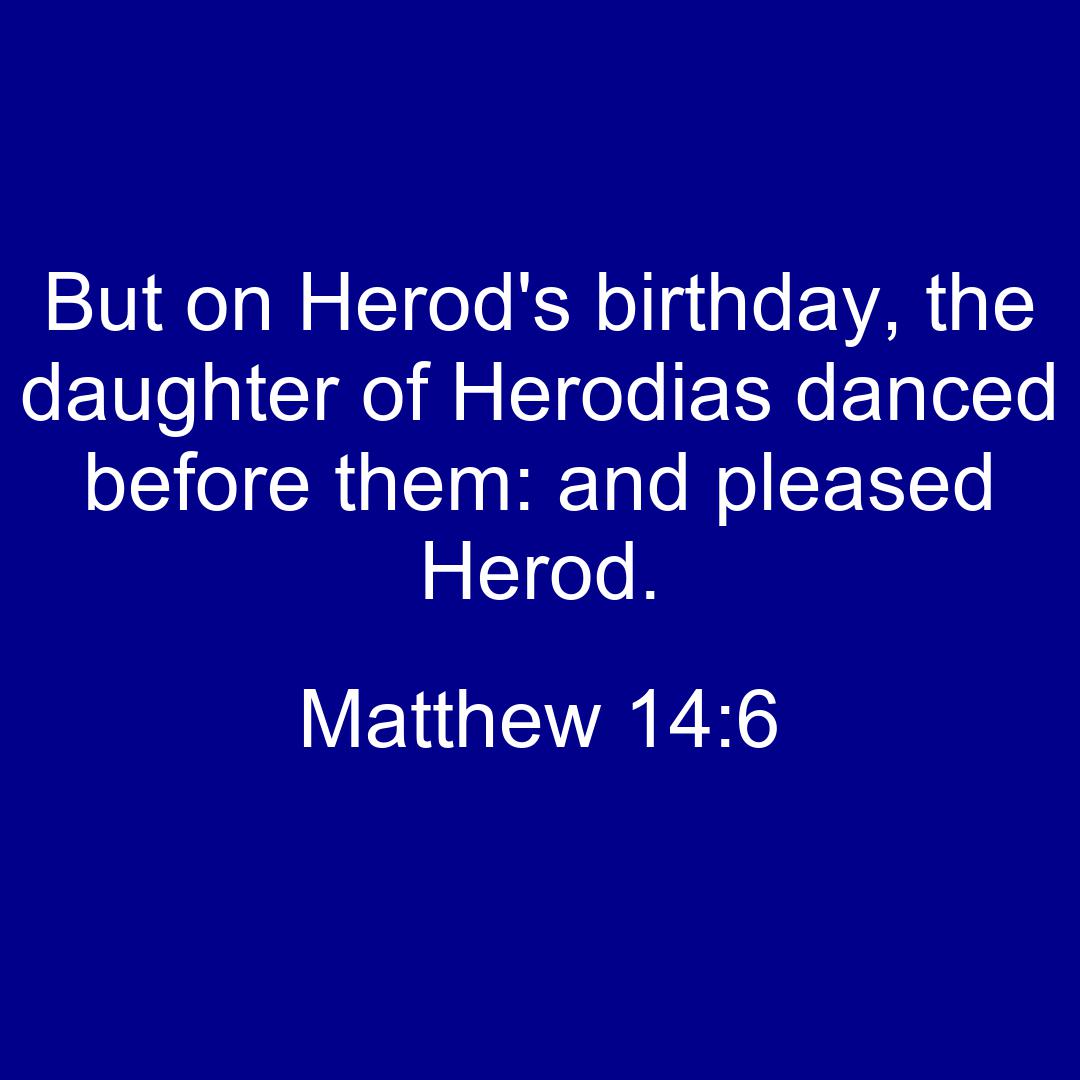 But on Herod's birthday, the
daughter of Herodias danced
before them: and pleased
Herod.
Matthew 14:6